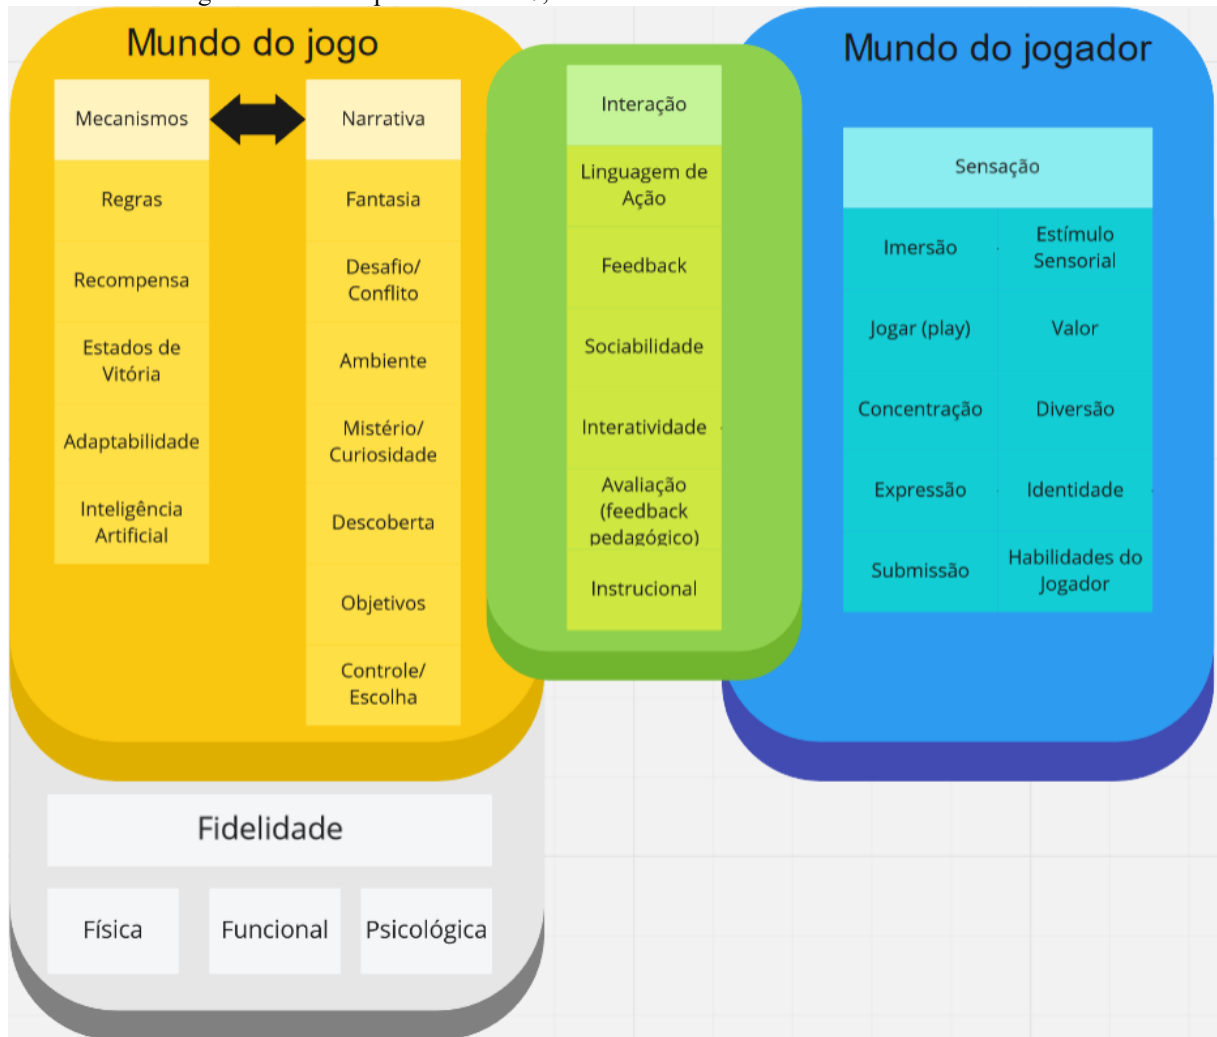 Mundo do jogo
Mecanismos
Regras
Recompensa
Estados de
Vitória
Adaptabilidade
Inteligência
Artificial
Narrativa
Fantasia
Desafio/
Conflito
Ambiente
Mistério/
Curiosidade
Descoberta
Objetivos
Controle/
Escolha
Interação
Linguagem de
Ação
Feedback
Sociabilidade
Interatividade
Avaliação
(feedback
pedagógico)
Instrucional
Mundo do jogador
Sensação
Imersão
Estímulo
Sensorial
Jogar (play)
Valor
Concentração
Diversão
Expressão
Identidade
Submissão
Habilidades do
Jogador
Fidelidade
Física
Funcional
Psicológica